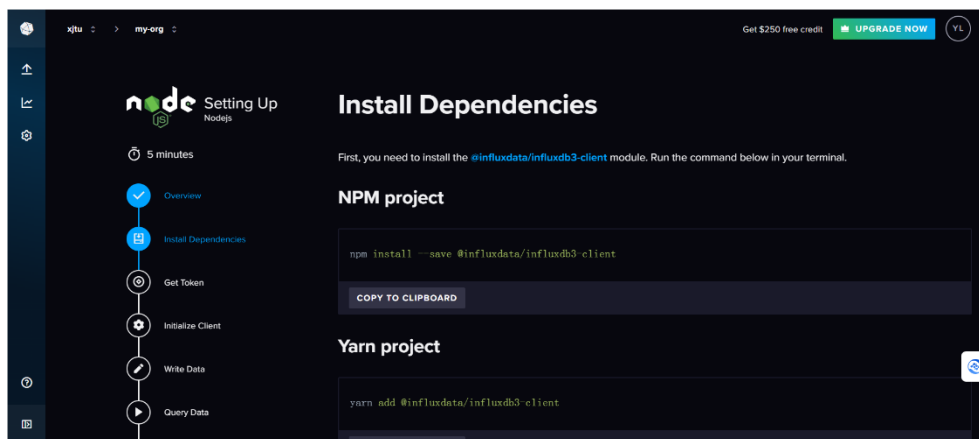 xjtu > my-org
Get $250 free credit
UPGRADE NOW
YL
node
JS
Setting Up
Nodejs
5 minutes
Overview
Install Dependencies
Get Token
Initialize Client
Write Data
Query Data
Install Dependencies
First, you need to install the @influxdata/influxdb3-client module. Run the command below in your terminal.
NPM project
npm install --save @influxdata/influxdb3-client
COPY TO CLIPBOARD
Yarn project
yarn add @influxdata/influxdb3-client